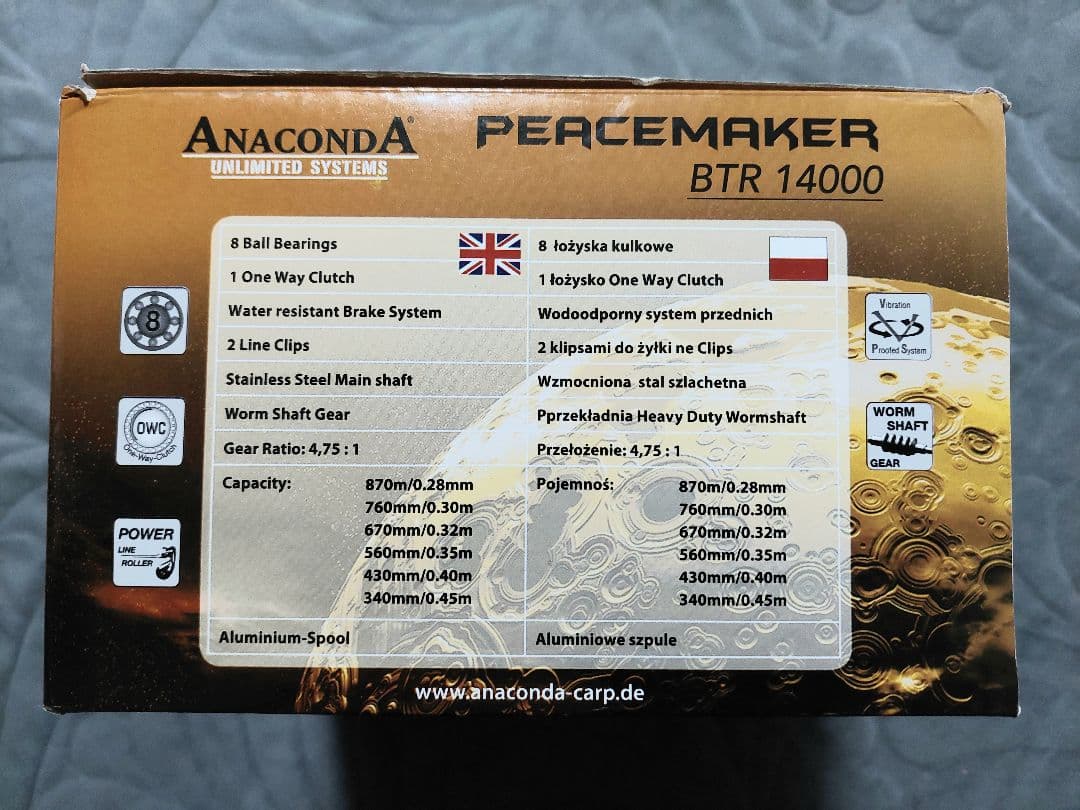 ANACONDA®
UNLIMITED SYSTEMS
PEACEMAKER
BTR 14000
8 Ball Bearings
1 One Way Clutch
Water resistant Brake System
2 Line Clips
Stainless Steel Main shaft
Worm Shaft Gear
Gear Ratio: 4,75 : 1
Capacity: 870m/0.28mm
760mm/0.30m
670mm/0.32m
560mm/0.35m
430mm/0.40m
340mm/0.45m
Aluminium-Spool
8 łożyska kulkowe
1 łożysko One Way Clutch
Wodoodporny system przednich
2 klipsami do żyłki ne Clips
Wzmocniona stal szlachetna
Pprzekładnia Heavy Duty Wormshaft
Przełożenie: 4,75 : 1
Pojemnoś: 870m/0.28mm
760mm/0.30m
670mm/0.32m
560mm/0.35m
430mm/0.40m
340mm/0.45m
Aluminiowe szpule
8
OWC
One-Way-Clutch
POWER
LINE
ROLLER
Vibration
Proofed System
WORM
SHAFT
GEAR
www.anaconda-carp.de